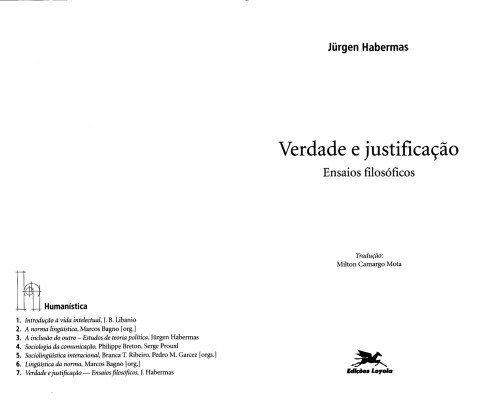 Humanística
1. Introdução à vida intelectual, J. B. Libanio
2. A norma lingüística, Marcos Bagno [org.]
3. A inclusão do outro – Estudos de teoria política, Jürgen Habermas
4. Sociologia da comunicação, Philippe Breton, Serge Proux]
5. Sociolingüística interacional, Branca T. Ribeiro, Pedro M. Garcez [orgs.]
6. Lingüística da norma, Marcos Bagno [org.]
7. Verdade e justificação — Ensaios filosóficos, J. Habermas
Jürgen Habermas
Verdade e justificação
Ensaios filosóficos
Tradução:
Milton Camargo Mota
Edições Loyola